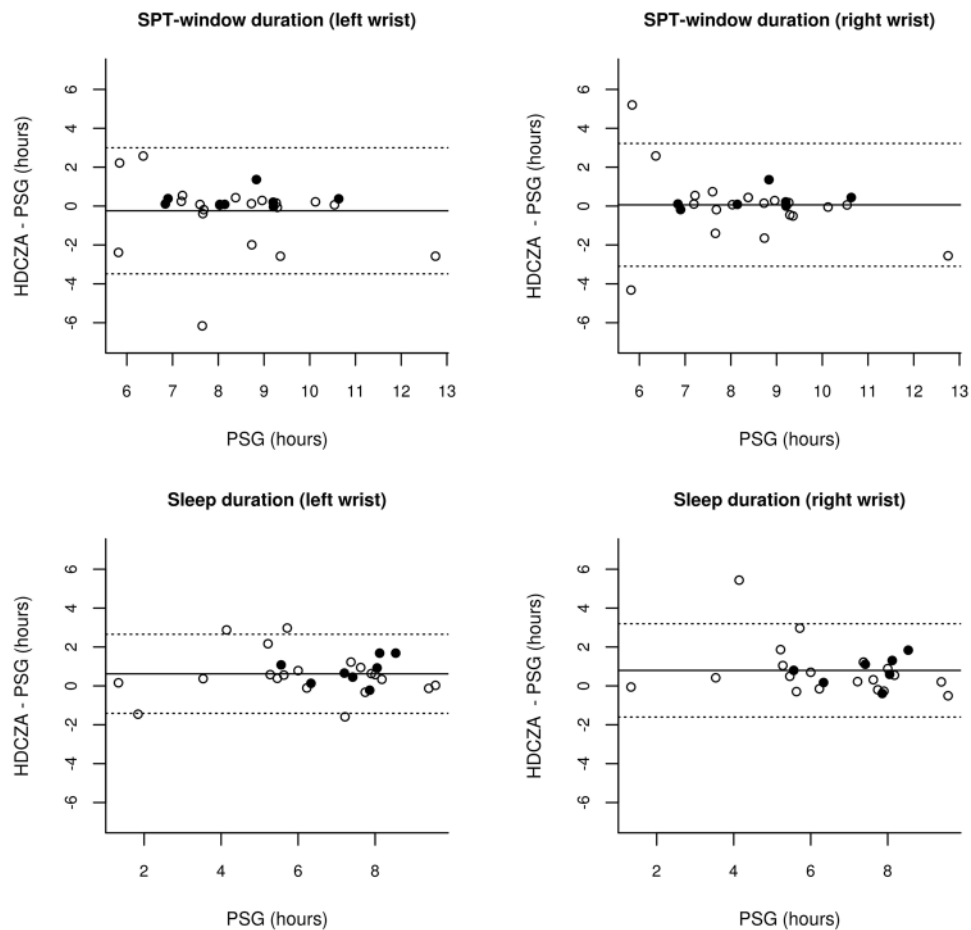 SPT-window duration (left wrist)
HDCZA - PSG (hours)
6
4
2
0
-2
-4
-6
6 7 8 9 10 11 12 13
PSG (hours)
SPT-window duration (right wrist)
HDCZA - PSG (hours)
6
4
2
0
-2
-4
-6
6 7 8 9 10 11 12 13
PSG (hours)
Sleep duration (left wrist)
HDCZA - PSG (hours)
6
4
2
0
-2
-4
-6
2 4 6 8
PSG (hours)
Sleep duration (right wrist)
HDCZA - PSG (hours)
6
4
2
0
-2
-4
-6
2 4 6 8
PSG (hours)